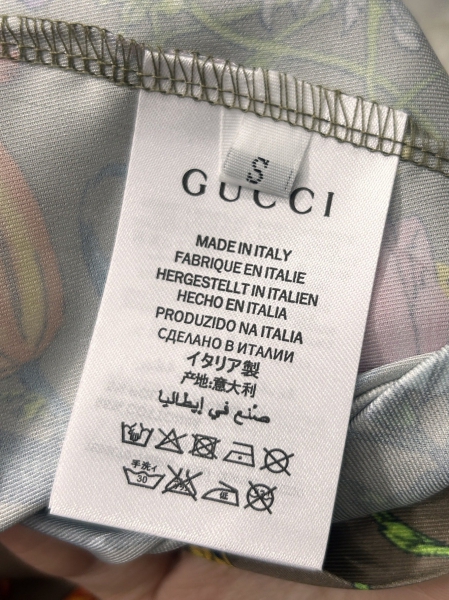 S
GUCCI
MADE IN ITALY
FABRIQUE EN ITALIE
HERGESTELLT IN ITALIEN
HECHO EN ITALIA
PRODUZIDO NA ITALIA
СДЕЛАНО В ИТАЛИИ
イタリア製
产地:意大利
صنع في إيطاليا
手洗イ
30